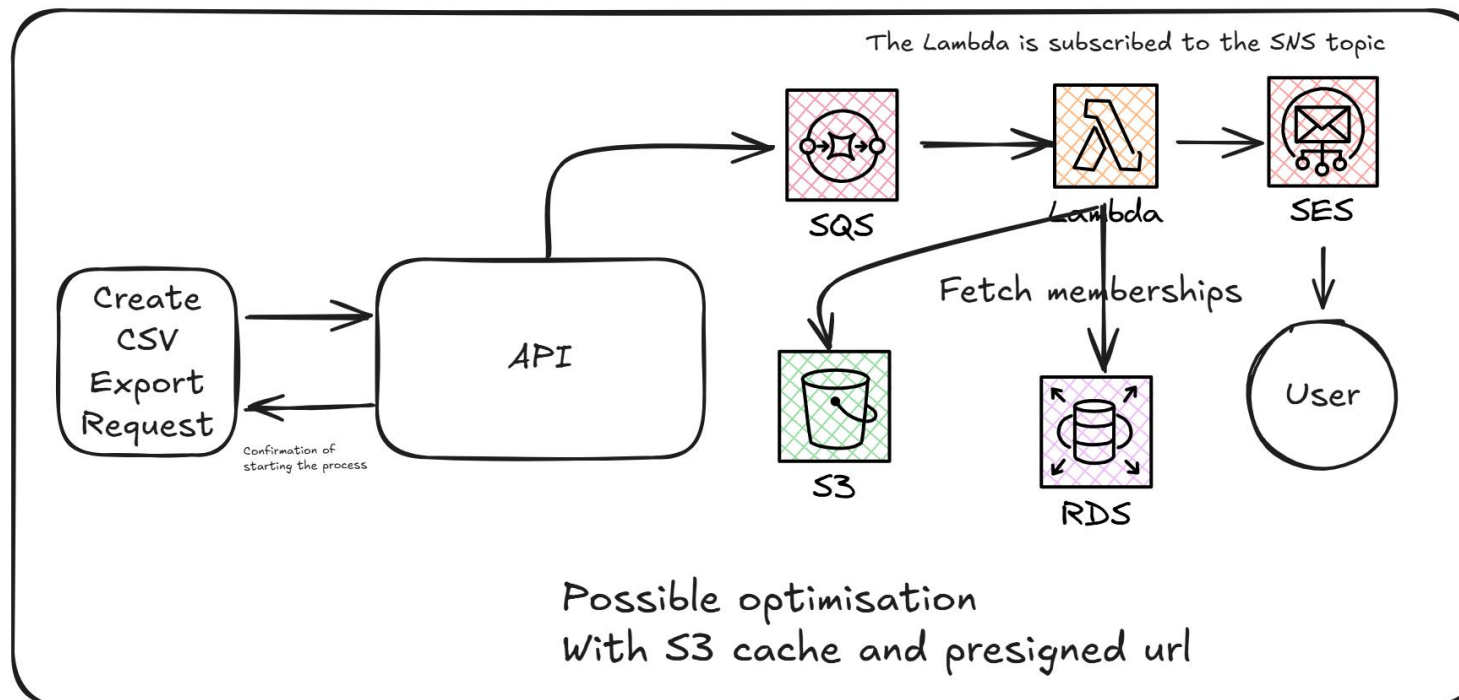 The Lambda is subscribed to the SNS topic
SQS
Lambda
SES
Create
CSV
Export
Request
API
Fetch memberships
User
Confirmation of
starting the process
S3
RDS
Possible optimisation
With S3 cache and presigned url